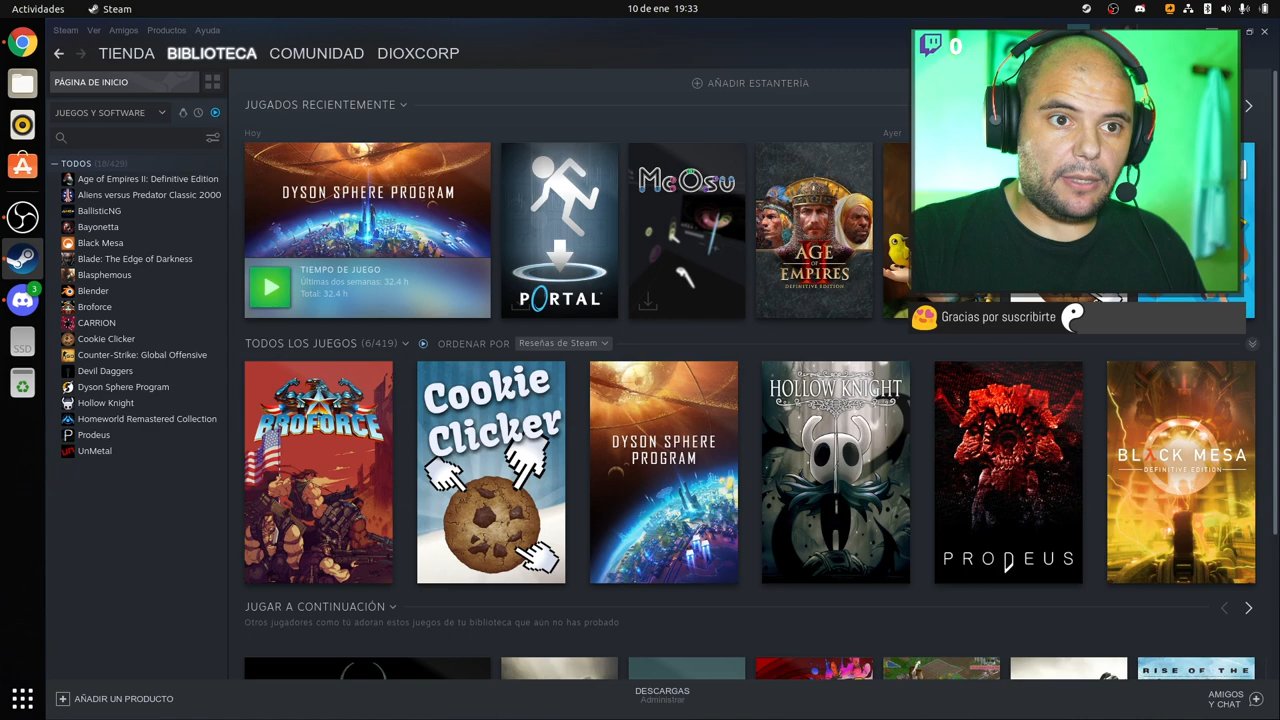 Actividades
Steam
10 de ene 19:33
Steam
Ver
Amigos
Productos
Ayuda
TIENDA
BIBLIOTECA
COMUNIDAD
DIOXCORP
0
PÁGINA DE INICIO
AÑADIR ESTANTERÍA
JUEGOS Y SOFTWARE
TODOS (18/429)
Age of Empires II: Definitive Edition
Aliens versus Predator Classic 2000
BallisticNG
Bayonetta
Black Mesa
Blade: The Edge of Darkness
Blasphemous
Blender
Broforce
CARRION
Cookie Clicker
Counter-Strike: Global Offensive
Devil Daggers
Dyson Sphere Program
Hollow Knight
Homeworld Remastered Collection
Prodeus
UnMetal
3
SSD
JUGADOS RECIENTEMENTE
Hoy
Ayer
DYSON SPHERE PROGRAM
TIEMPO DE JUEGO
Últimas dos semanas: 32.4 h
Total: 32.4 h
PORTAL
McOsu
AGE
OF
EMPIRES
II
DEFINITIVE EDITION
Gracias por suscribirte
TODOS LOS JUEGOS (6/419)
ORDENAR POR
Reseñas de Steam
BROFORCE
Cookie
Clicker
DYSON SPHERE
PROGRAM
HOLLOW KNIGHT
PRODEUS
BLACK MESA
DEFINITIVE EDITION
JUGAR A CONTINUACIÓN
Otros jugadores como tú adoran estos juegos de tu biblioteca que aún no has probado
RISE OF THE
AÑADIR UN PRODUCTO
DESCARGAS
Administrar
AMIGOS
Y CHAT